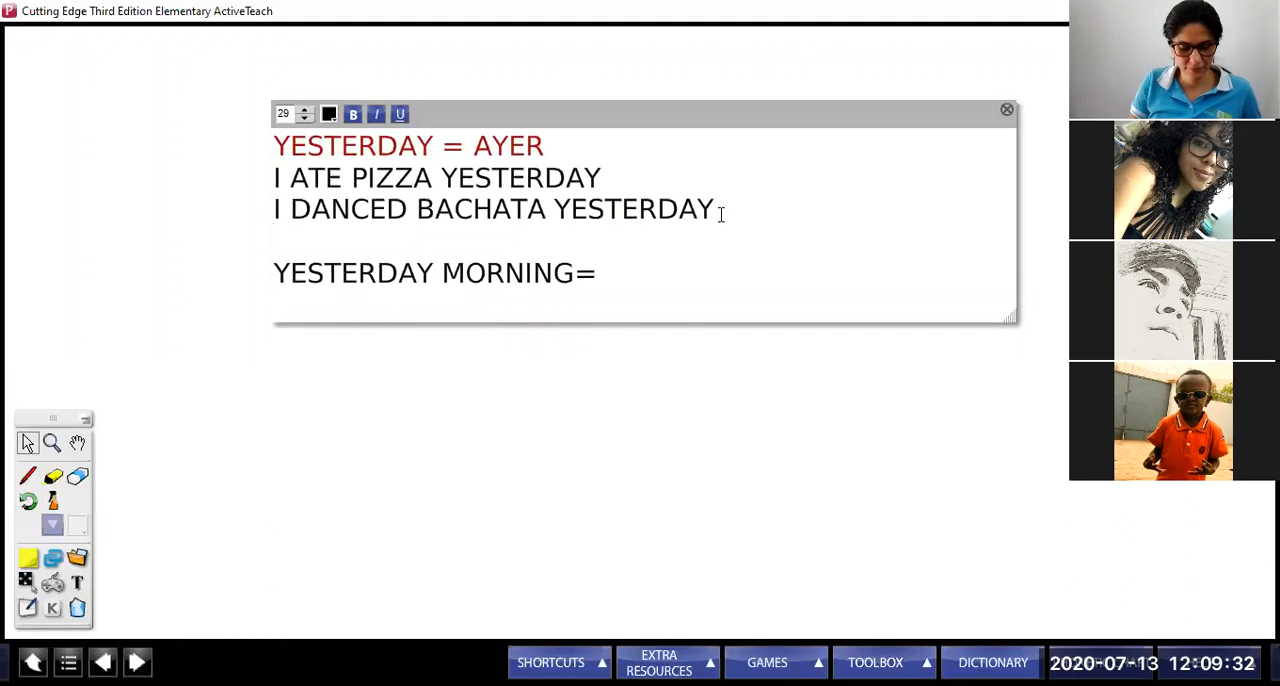 Cutting Edge Third Edition Elementary ActiveTeach
29
B I U
YESTERDAY = AYER
I ATE PIZZA YESTERDAY
I DANCED BACHATA YESTERDAY
YESTERDAY MORNING=
T
K
SHORTCUTS
EXTRA
RESOURCES
GAMES
TOOLBOX
DICTIONARY
2020-07-13 12:09:32